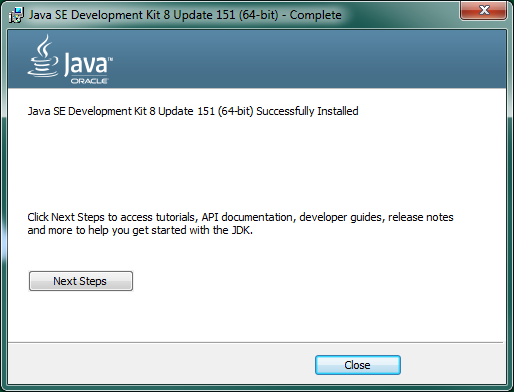 Java SE Development Kit 8 Update 151 (64-bit) - Complete
Java™
ORACLE
Java SE Development Kit 8 Update 151 (64-bit) Successfully Installed
Click Next Steps to access tutorials, API documentation, developer guides, release notes
and more to help you get started with the JDK.
Next Steps
Close